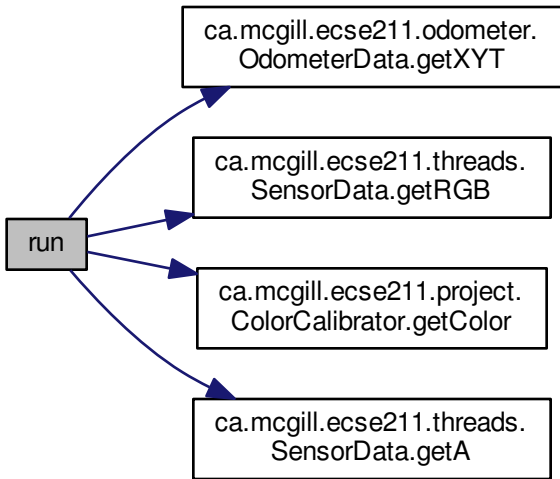 run
ca.mcgill.ecse211.odometer.
OdometerData.getXYT
ca.mcgill.ecse211.threads.
SensorData.getRGB
ca.mcgill.ecse211.project.
ColorCalibrator.getColor
ca.mcgill.ecse211.threads.
SensorData.getA